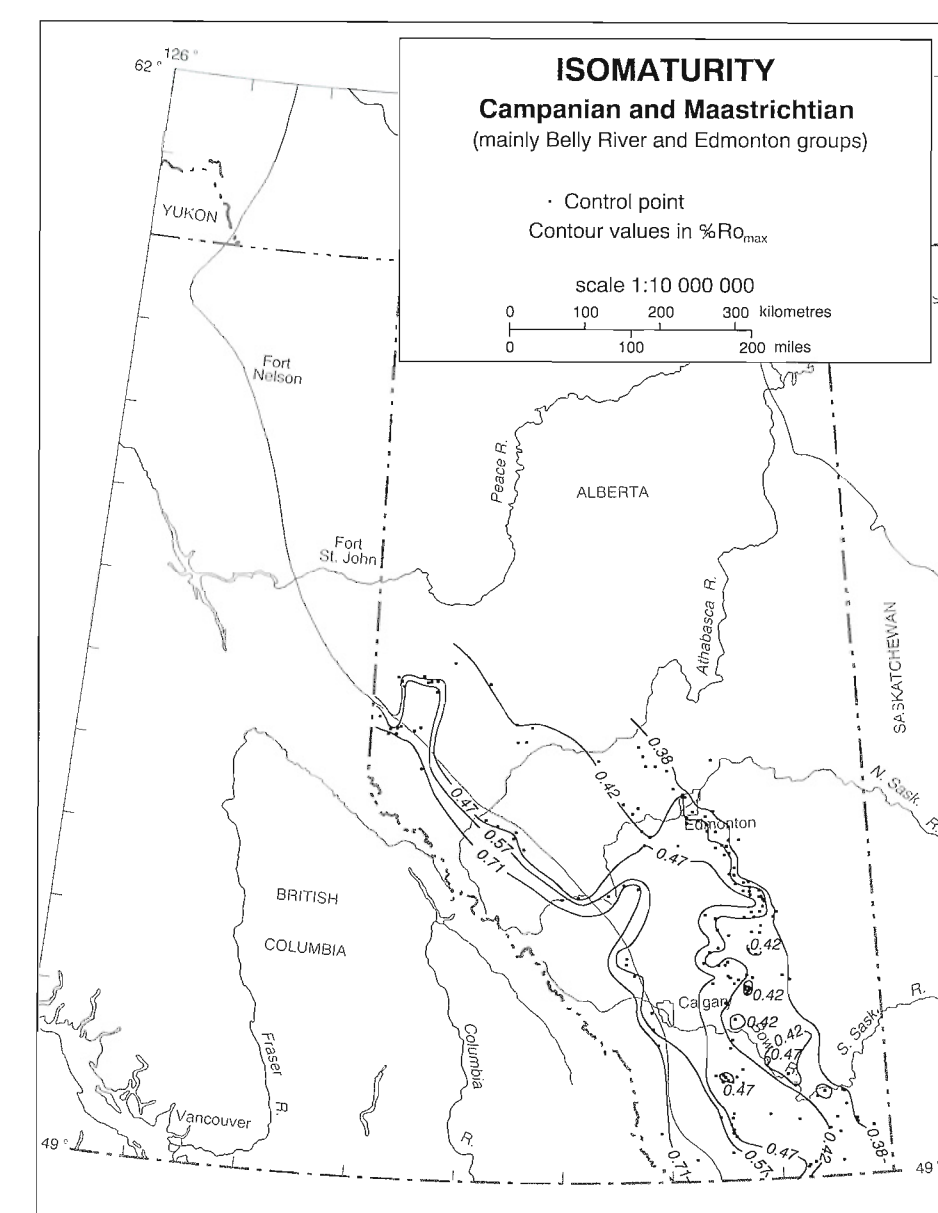 126°
62°
ISOMATURITY
Campanian and Maastrichtian
(mainly Belly River and Edmonton groups)
· Control point
Contour values in %Romax
scale 1:10 000 000
0 100 200 300 kilometres
0 100 200 miles
YUKON
Fort
Nelson
Peace R.
ALBERTA
Fort
St. John
Athabasca R.
SASKATCHEWAN
0.38
0.42
N. Sask.
R.
0.47
Edmonton
0.57
0.47
0.71
BRITISH
COLUMBIA
0.42
Calgary
0.42
R.
0.42
Bow
0.42
S. Sask.
0.47
R.
Fraser
R.
Columbia
R.
0.47
Vancouver
49°
0.71
0.57
0.47
0.42
0.38
49°